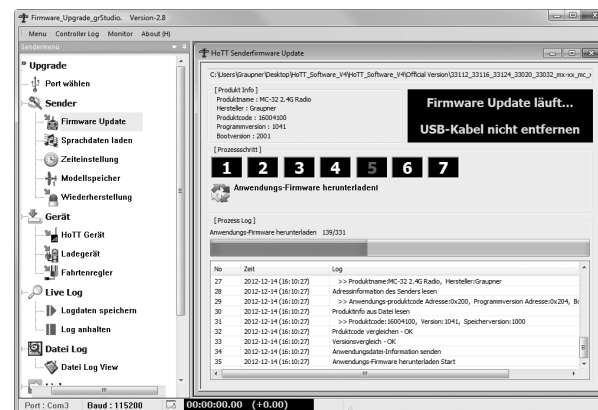 Firmware_Upgrade_grStudio. Version-2.8
Menu Controller Log Monitor About (H)
Sendermenü
Upgrade
Port wählen
Sender
Firmware Update
Sprachdaten laden
Zeiteinstellung
Modellspeicher
Wiederherstellung
Gerät
HoTT Gerät
Ladegerät
Fahrtenregler
Live Log
Logdaten speichern
Log anhalten
Datei Log
Datei Log View
HoTT Senderfirmware Update
C:\Users\Graupner\Desktop\HoTT_Software_V4\HoTT_Software_V4\Official Version\33112_33116_33124_33020_33032_mx-xx_mc_
[ Produkt Info ]
Produktname : MC-32 2.4G Radio
Hersteller : Graupner
Produktcode : 16004100
Programmversion : 1041
Bootversion : 2001
Firmware Update läuft...
USB-Kabel nicht entfernen
[ Prozessschritt ]
1 2 3 4 5 6 7
Anwendungs-Firmware herunterladen!
[ Prozess Log ]
Anwendungs-Firmware herunterladen 139/331
No Zeit Log
27 2012-12-14 (16:10:27) >> Produktname:MC-32 2.4G Radio, Hersteller:Graupner
28 2012-12-14 (16:10:27) Adressinformation des Senders lesen
29 2012-12-14 (16:10:27) >> Anwendungs-produktcode Adresse:0x200, Programmversion Adresse:0x204, Bo
30 2012-12-14 (16:10:27) Produktinfo aus Datei lesen
31 2012-12-14 (16:10:27) >> Produktcode:16004100, Version:1041, Speicherversion:1000
32 2012-12-14 (16:10:27) Prduktcode vergleichen - OK
33 2012-12-14 (16:10:27) Versionsvergleich - OK
34 2012-12-14 (16:10:27) Anwendungsdatei-Information senden
35 2012-12-14 (16:10:27) Anwendungs-Firmware herunterladen Start
Port : Com3 Baud : 115200 00:00:00.00 (+0.00)